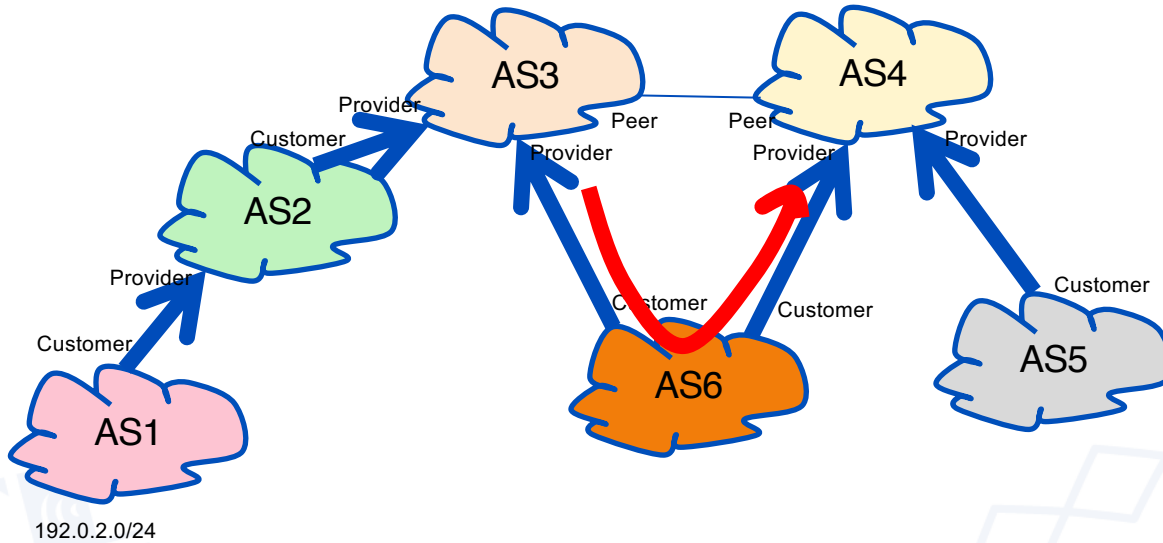 AS3
AS4
Provider
Peer
Peer
Customer
Provider
Provider
Provider
AS2
Provider
Customer
Customer
Customer
Customer
AS5
AS6
AS1
192.0.2.0/24